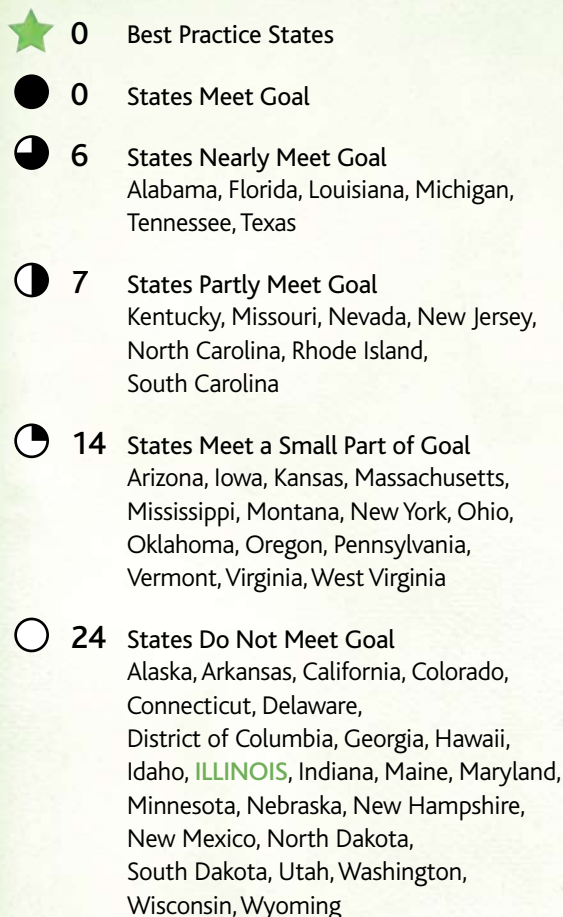 0 Best Practice States
0 States Meet Goal
6 States Nearly Meet Goal
Alabama, Florida, Louisiana, Michigan,
Tennessee, Texas
7 States Partly Meet Goal
Kentucky, Missouri, Nevada, New Jersey,
North Carolina, Rhode Island,
South Carolina
14 States Meet a Small Part of Goal
Arizona, Iowa, Kansas, Massachusetts,
Mississippi, Montana, New York, Ohio,
Oklahoma, Oregon, Pennsylvania,
Vermont, Virginia, West Virginia
24 States Do Not Meet Goal
Alaska, Arkansas, California, Colorado,
Connecticut, Delaware,
District of Columbia, Georgia, Hawaii,
Idaho, ILLINOIS, Indiana, Maine, Maryland,
Minnesota, Nebraska, New Hampshire,
New Mexico, North Dakota,
South Dakota, Utah, Washington,
Wisconsin, Wyoming